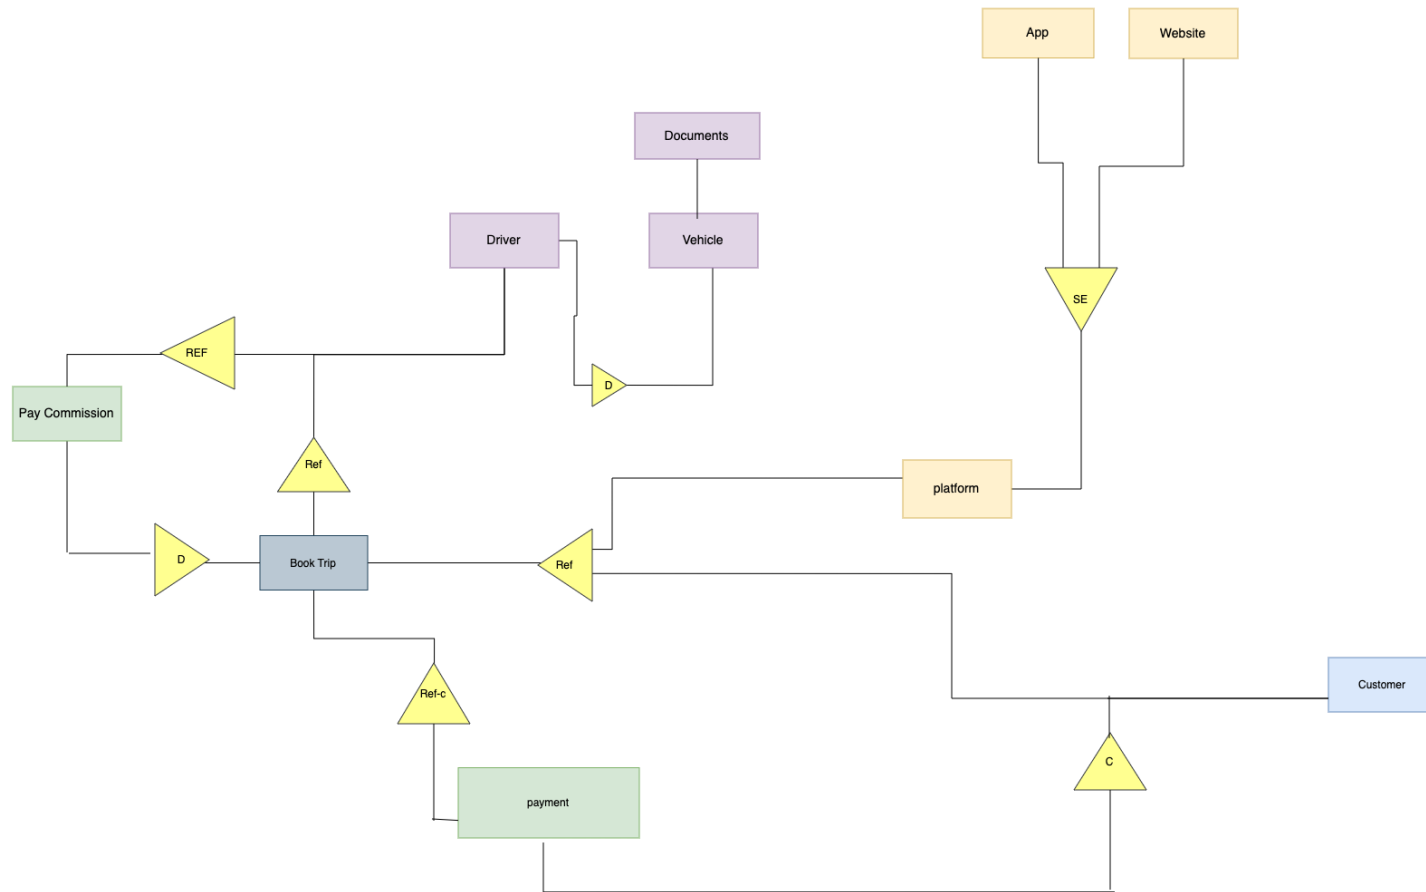 App
Website
Documents
Driver
Vehicle
SE
REF
D
Pay Commission
Ref
platform
D
Book Trip
Ref
Customer
Ref-c
C
payment